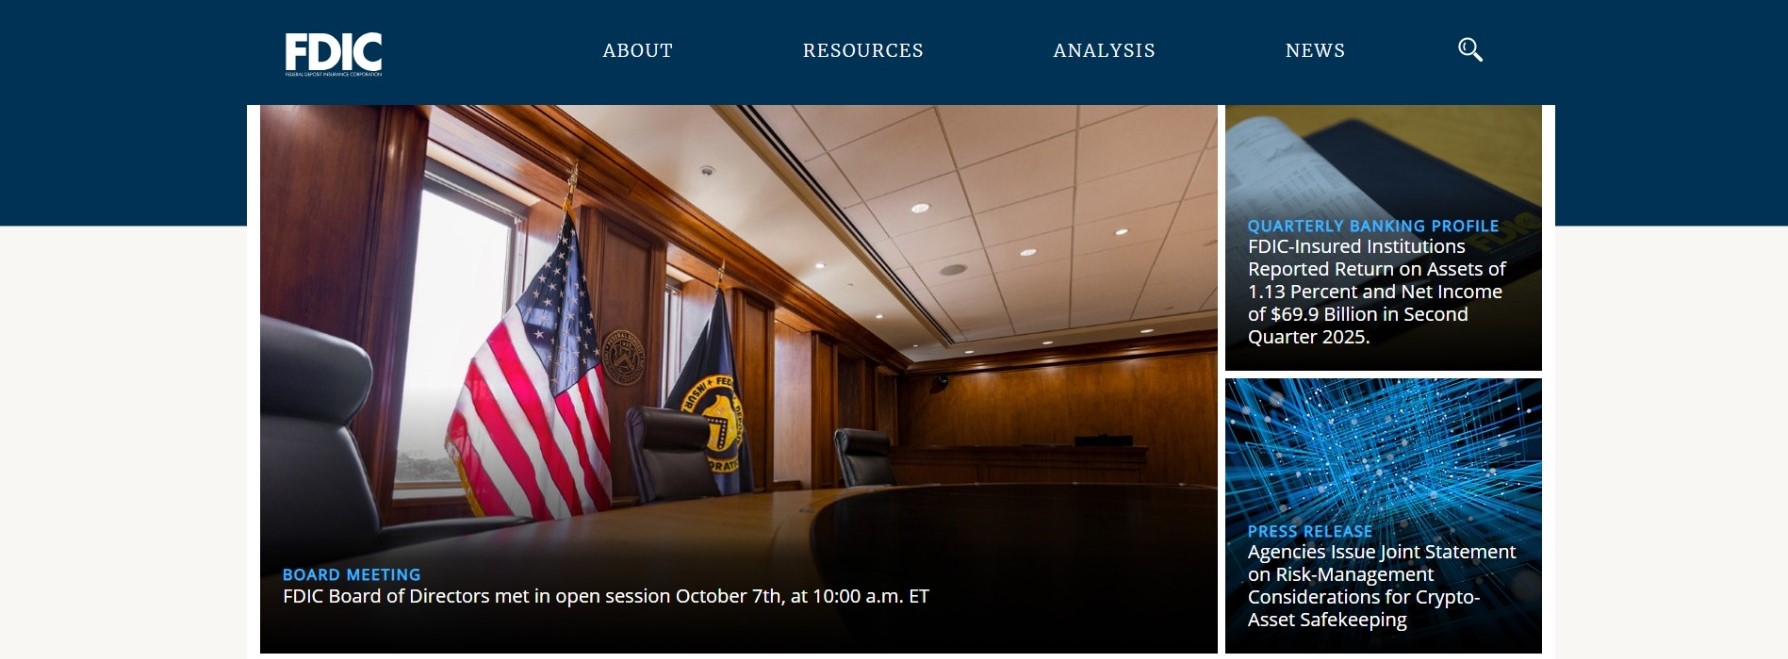 FDIC
FEDERAL DEPOSIT INSURANCE CORPORATION
ABOUT
RESOURCES
ANALYSIS
NEWS
BOARD MEETING
FDIC Board of Directors met in open session October 7th, at 10:00 a.m. ET
QUARTERLY BANKING PROFILE
FDIC-Insured Institutions
Reported Return on Assets of
1.13 Percent and Net Income
of $69.9 Billion in Second
Quarter 2025.
PRESS RELEASE
Agencies Issue Joint Statement
on Risk-Management
Considerations for Crypto-
Asset Safekeeping